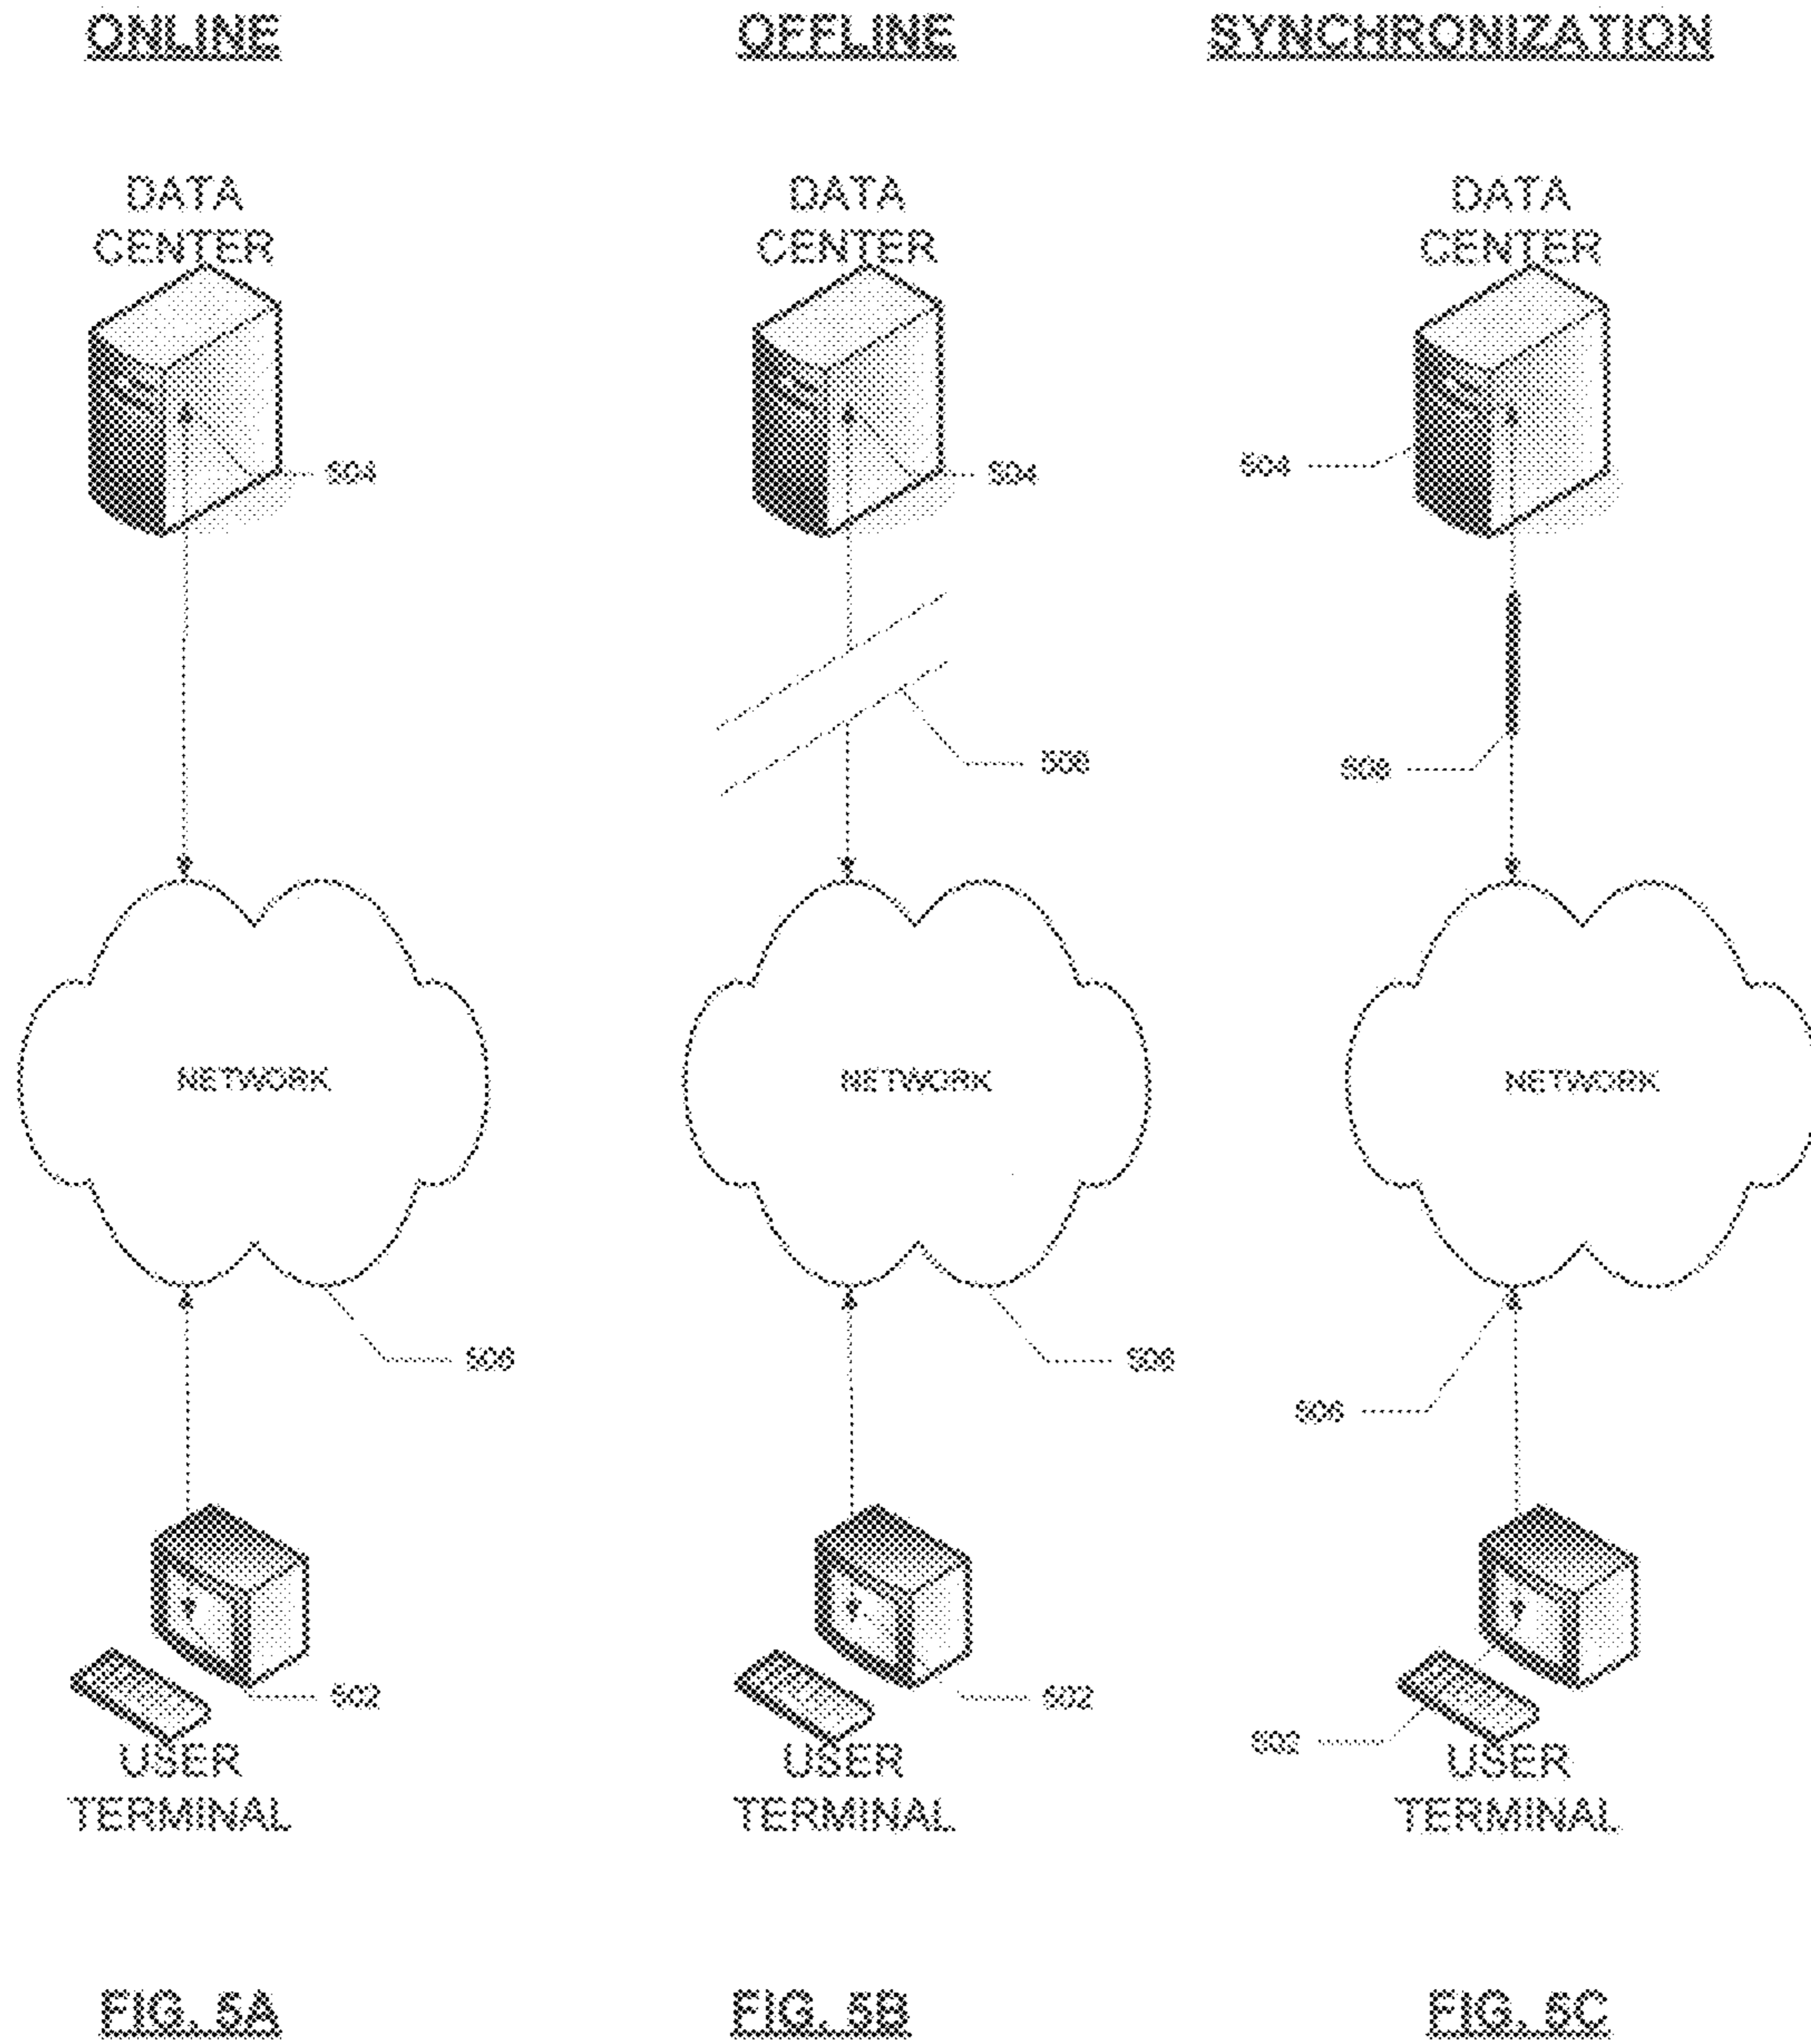 ONLINE
OFFLINE
SYNCHRONIZATION
DATA
CENTER
DATA
CENTER
DATA
CENTER
504
504
504
508
508
NETWORK
NETWORK
NETWORK
506
506
506
502
502
502
USER
TERMINAL
USER
TERMINAL
USER
TERMINAL
FIG. 5A
FIG. 5B
FIG. 5C